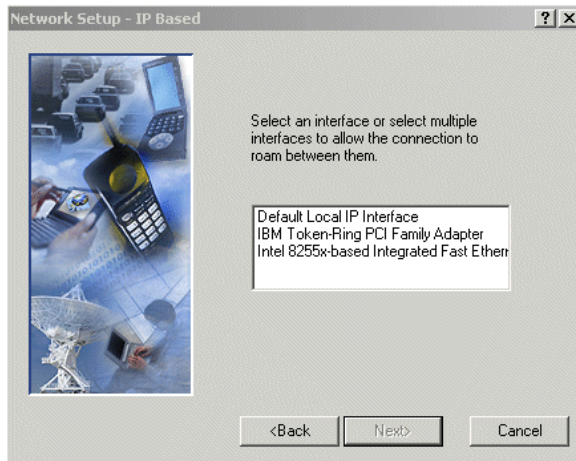 Network Setup - IP Based
Select an interface or select multiple
interfaces to allow the connection to
roam between them.
Default Local IP Interface
IBM Token-Ring PCI Family Adapter
Intel 8255x-based Integrated Fast Ethern
<Back
Next>
Cancel